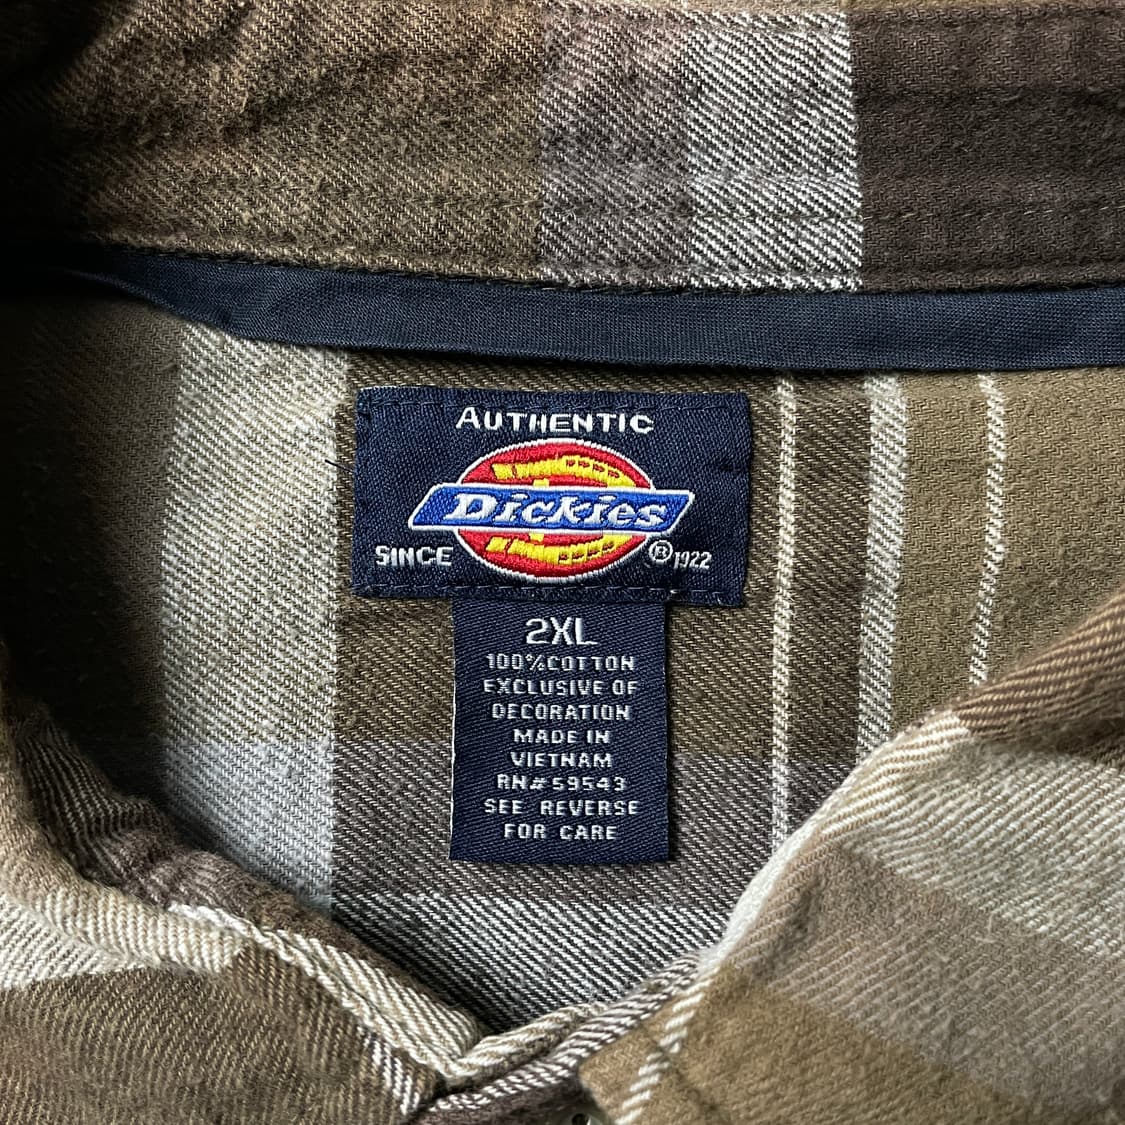 AUTHENTIC
Dickies
SINCE ® 1922
2XL
100%COTTON
EXCLUSIVE OF
DECORATION
MADE IN
VIETNAM
RN#59543
SEE REVERSE
FOR CARE